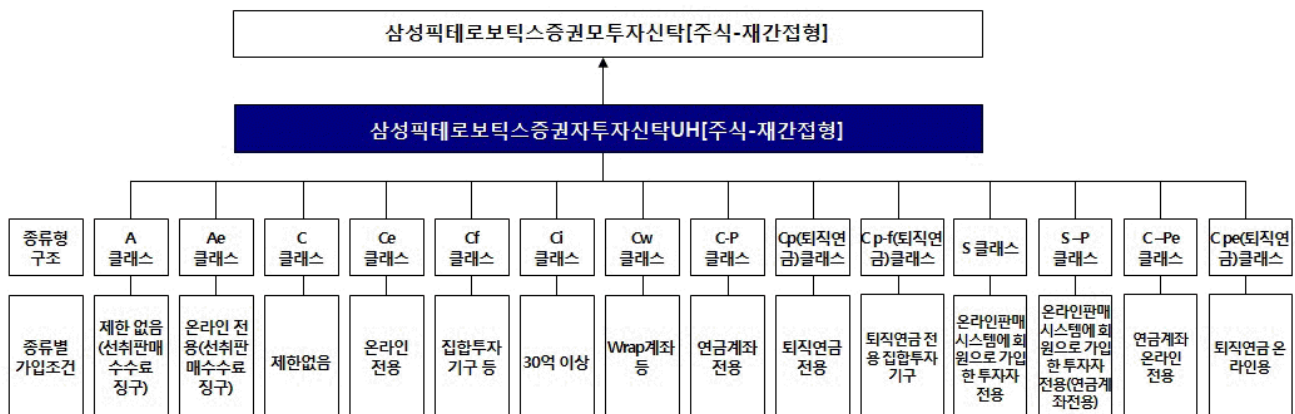 삼성픽테로보틱스증권모투자신탁[주식-재간접형]
삼성픽테로보틱스증권자투자신탁UH[주식-재간접형]
종류형
구조
A
클래스
Ae
클래스
C
클래스
Ce
클래스
Cf
클래스
Ci
클래스
Cw
클래스
C-P
클래스
Cp(퇴직연
금)클래스
C p-f(퇴직연
금)클래스
S 클래스
S –P
클래스
C –Pe
클래스
C pe(퇴직연
금)클래스
종류별
가입조건
제한 없음
(선취판매
수수료
징구)
온라인 전
용(선취판
매수수료
징구)
제한없음
온라인
전용
집합투자
기구 등
30억 이상
Wrap계좌
등
연금계좌
전용
퇴직연금
전용
퇴직연금 전
용 집합투자
기구
온라인판매
시스템에 회
원으로 가입
한 투자자
전용
온라인판매
시스템에 회
원으로 가입
한 투자자
전용(연금계
좌전용)
연금계좌
온라인
전용
퇴직연금 온
라인용